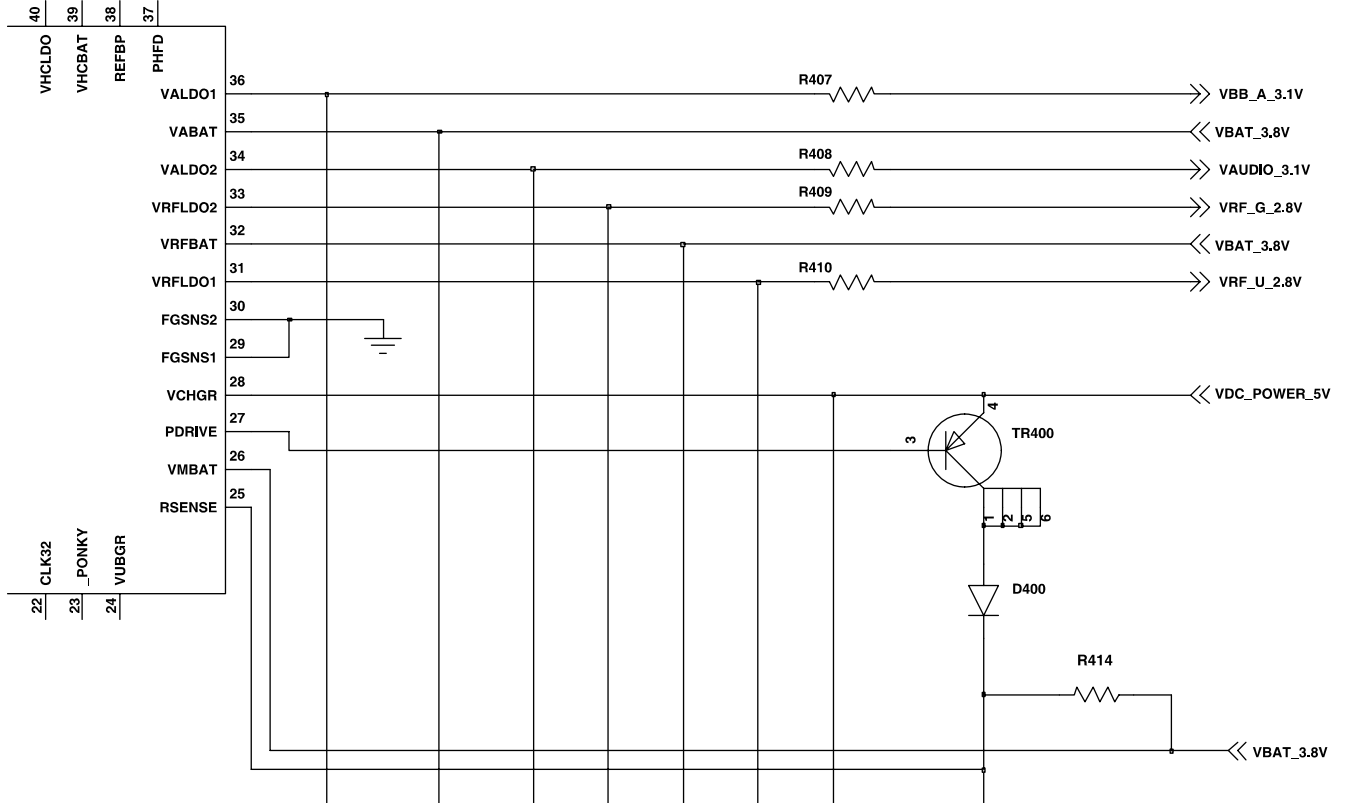 40
39
38
37
VHCLDO
VHCBAT
REFBP
PHFD
VALDO1 36 R407 VBB_A_3.1V
VABAT 35 VBAT_3.8V
VALDO2 34 R408 VAUDIO_3.1V
VRFLDO2 33 R409 VRF_G_2.8V
VRFBAT 32 VBAT_3.8V
VRFLDO1 31 R410 VRF_U_2.8V
FGSNS2 30
FGSNS1 29
VCHGR 28 VDC_POWER_5V
PDRIVE 27
VMBAT 26
RSENSE 25
3
4
TR400
1
2
5
6
CLK32
_PONKY
VUBGR
22
23
24
D400
R414
VBAT_3.8V